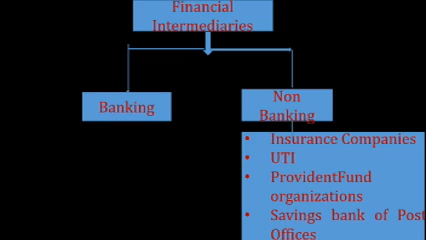 Financial
Intermediaries
Banking
Non
Banking
• Insurance Companies
• UTI
• ProvidentFund
organizations
• Savings bank of Post
Offices